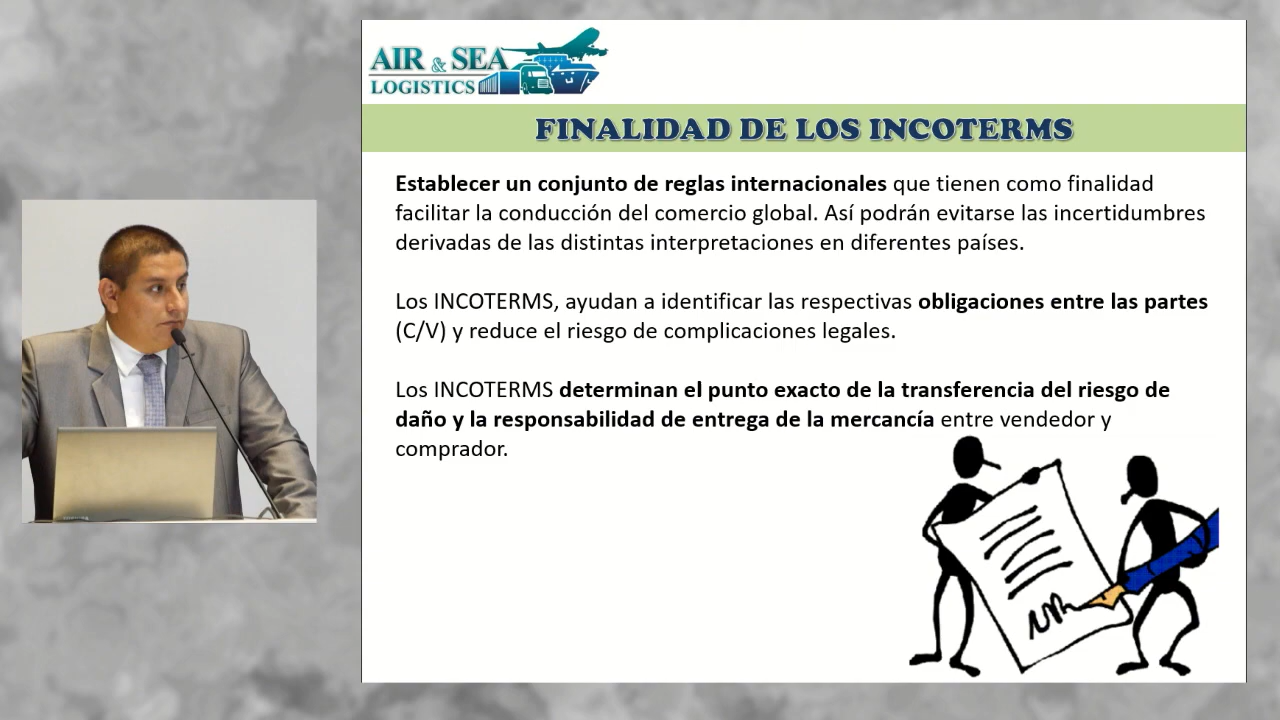 AIR & SEA
LOGISTICS
FINALIDAD DE LOS INCOTERMS
Establecer un conjunto de reglas internacionales que tienen como finalidad
facilitar la conducción del comercio global. Así podrán evitarse las incertidumbres
derivadas de las distintas interpretaciones en diferentes países.
Los INCOTERMS, ayudan a identificar las respectivas obligaciones entre las partes
(C/V) y reduce el riesgo de complicaciones legales.
Los INCOTERMS determinan el punto exacto de la transferencia del riesgo de
daño y la responsabilidad de entrega de la mercancía entre vendedor y
comprador.